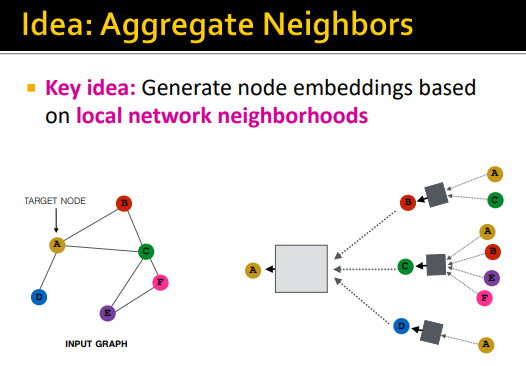 Idea: Aggregate Neighbors
Key idea: Generate node embeddings based
on local network neighborhoods
TARGET NODE
A
B
C
D
E
F
INPUT GRAPH
A
B
C
D
A
C
A
B
E
F
A